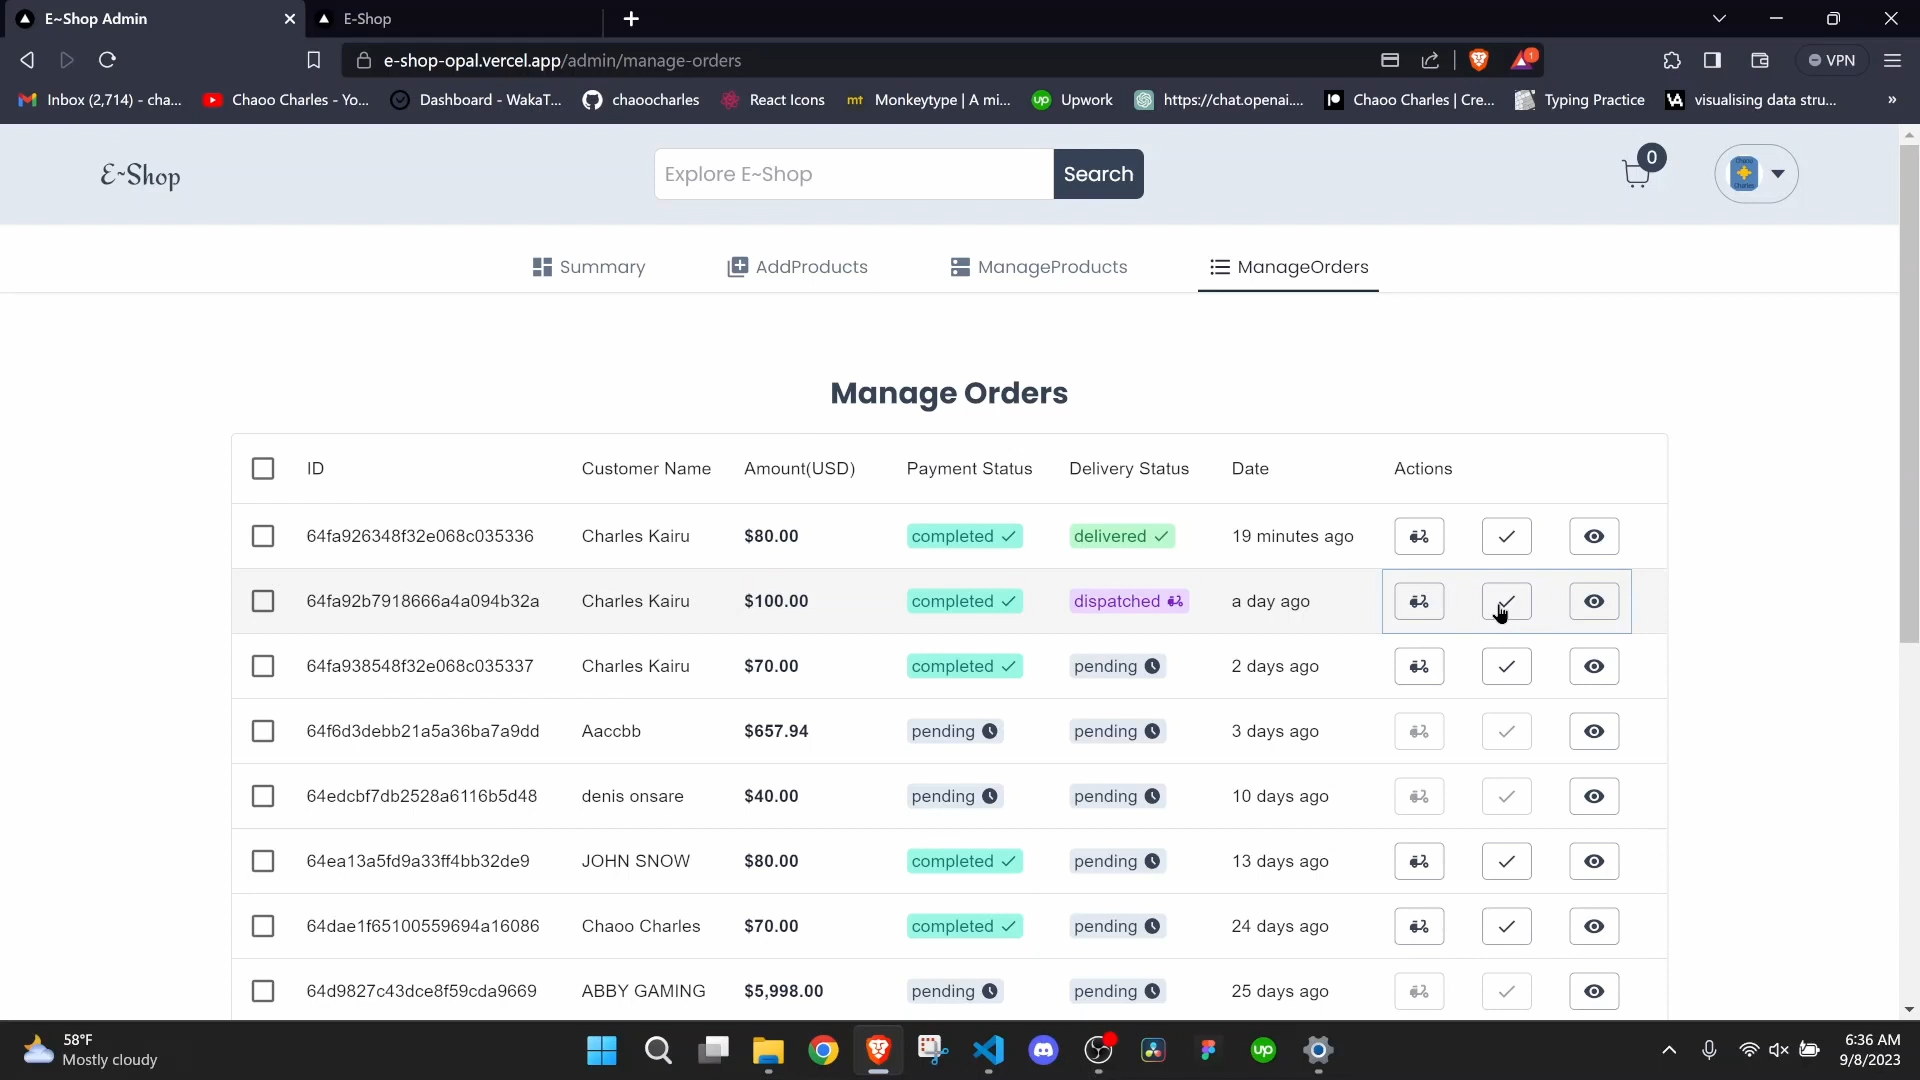 E~Shop Admin
E-Shop
e-shop-opal.vercel.app/admin/manage-orders
1
VPN
Inbox (2,714) - cha...
Chaoo Charles - Yo...
Dashboard - WakaT...
chaoocharles
React Icons
mt Monkeytype | A mi...
up Upwork
https://chat.openai....
Chaoo Charles | Cre...
Typing Practice
visualising data stru...
»
E~Shop
Explore E~Shop
Search
0
Summary
AddProducts
ManageProducts
ManageOrders
Manage Orders
ID Customer Name Amount(USD) Payment Status Delivery Status Date Actions
64fa926348f32e068c035336 Charles Kairu $80.00 completed delivered 19 minutes ago
64fa92b7918666a4a094b32a Charles Kairu $100.00 completed dispatched a day ago
64fa938548f32e068c035337 Charles Kairu $70.00 completed pending 2 days ago
64f6d3debb21a5a36ba7a9dd Aaccbb $657.94 pending pending 3 days ago
64edcbf7db2528a6116b5d48 denis onsare $40.00 pending pending 10 days ago
64ea13a5fd9a33ff4bb32de9 JOHN SNOW $80.00 completed pending 13 days ago
64dae1f65100559694a16086 Chaoo Charles $70.00 completed pending 24 days ago
64d9827c43dce8f59cda9669 ABBY GAMING $5,998.00 pending pending 25 days ago
58°F
Mostly cloudy
up
6:36 AM
9/8/2023